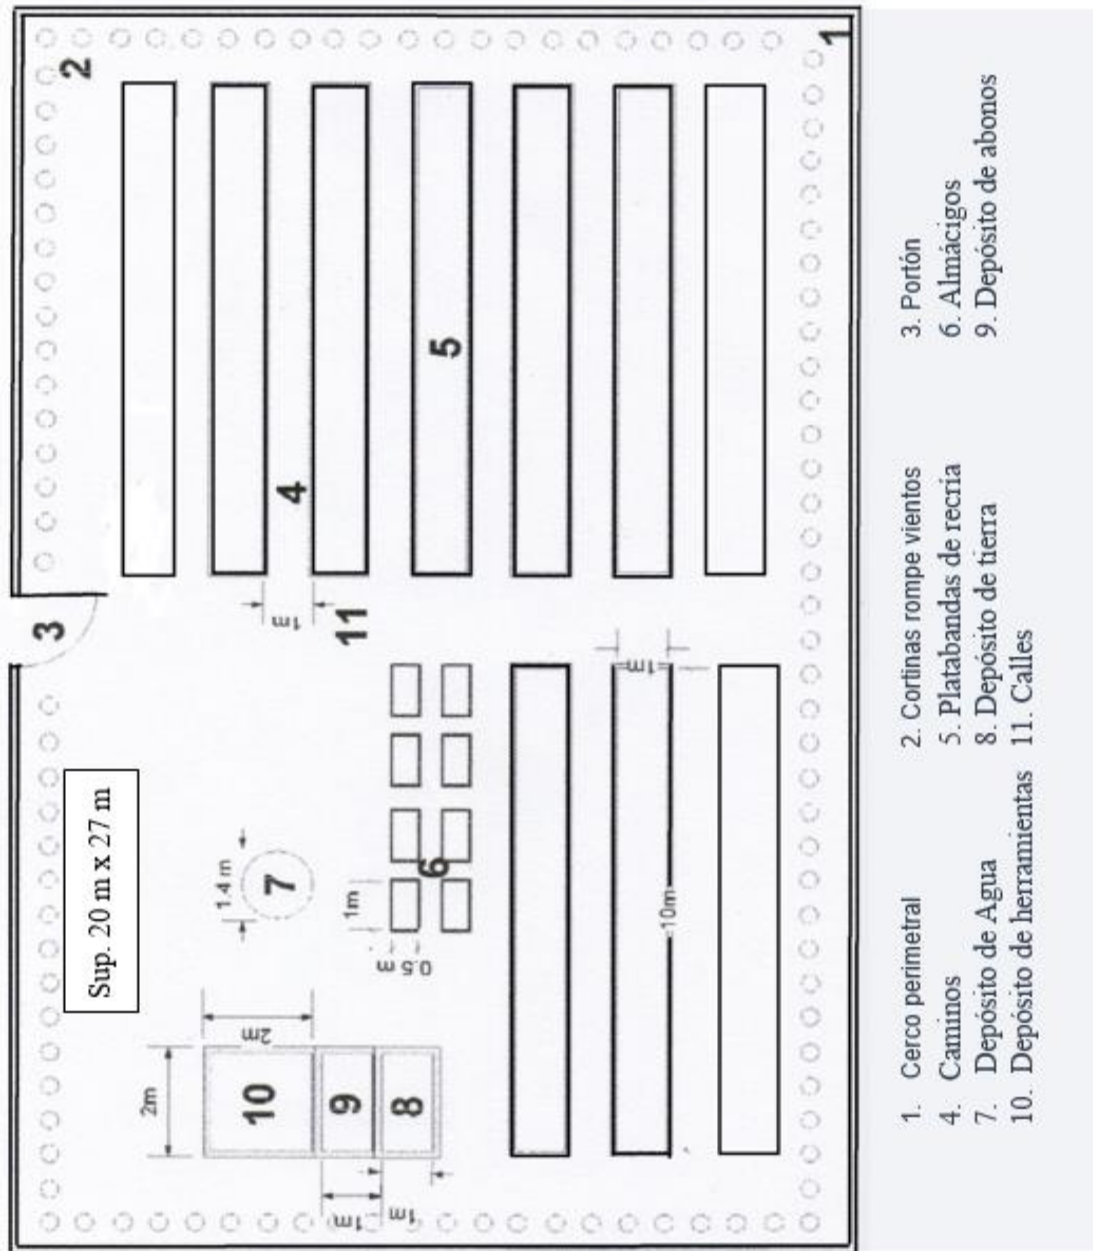 1
2
3
4
5
6
7
8
9
10
11
1m
1m
10m
1m
0.5 m
1.4 m
2m
2m
1m
1m
Sup. 20 m x 27 m
1. Cerco perimetral
2. Cortinas rompe vientos
3. Portón
4. Caminos
5. Platabandas de recría
6. Almácigos
7. Depósito de Agua
8. Depósito de tierra
9. Depósito de abonos
10. Depósito de herramientas
11. Calles